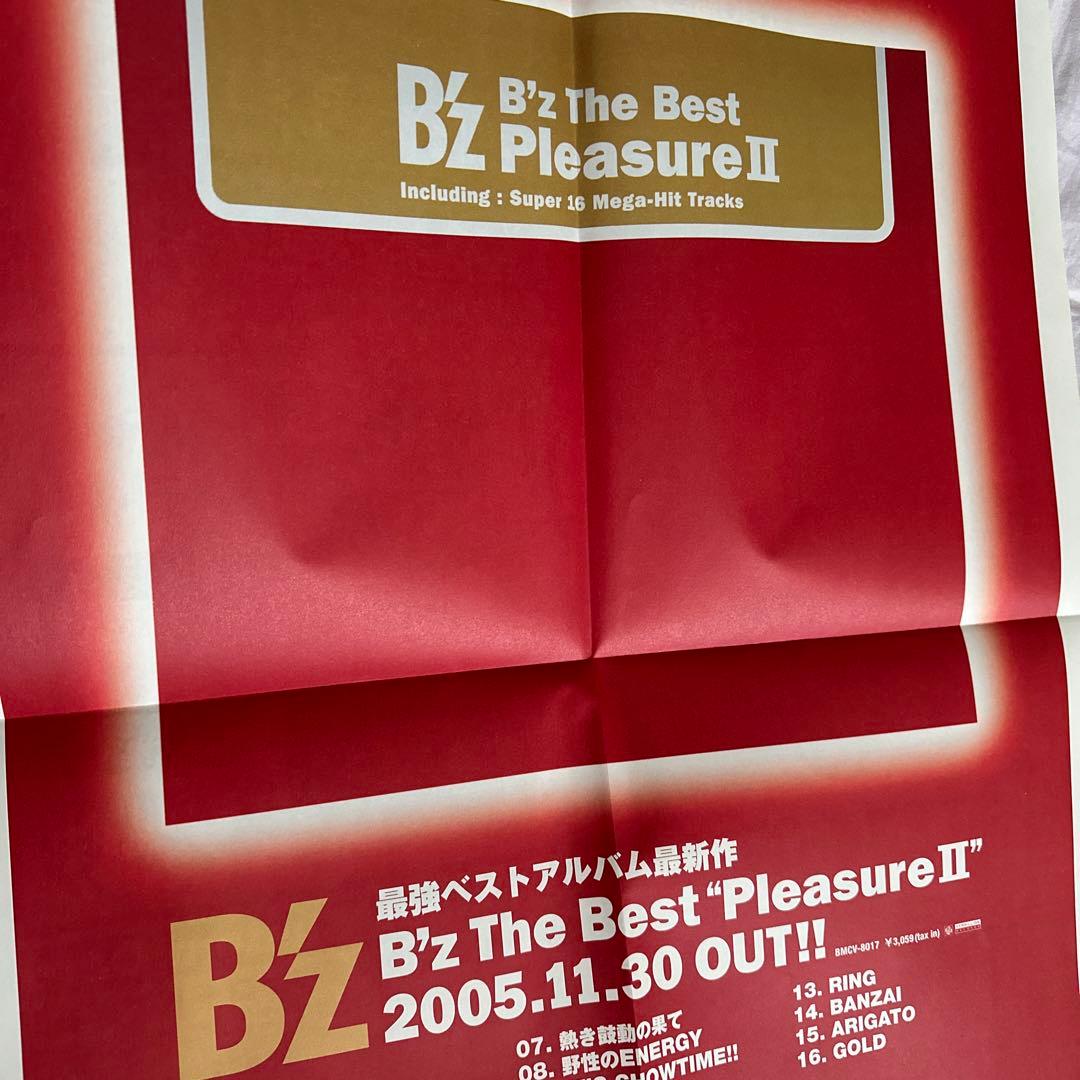 B'z
B'z The Best
Pleasure II
Including : Super 16 Mega-Hit Tracks
最強ベストアルバム最新作
B'z
B'z The Best “Pleasure II”
2005.11.30 OUT!!
BMCV-8017 ¥3,059(tax in)
07. 熱き鼓動の果て
08. 野性のENERGY
SHOWTIME!!
13. RING
14. BANZAI
15. ARIGATO
16. GOLD